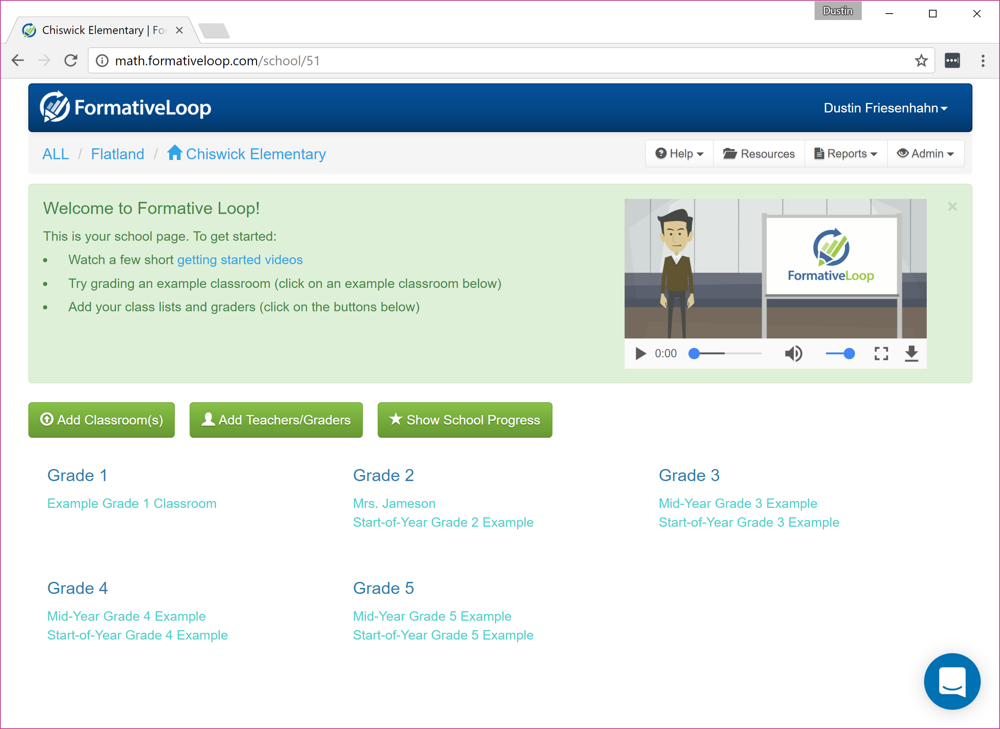 Dustin
Chiswick Elementary | Fo
math.formativeloop.com/school/51
FormativeLoop
Dustin Friesenhahn
ALL / Flatland / Chiswick Elementary
Help
Resources
Reports
Admin
Welcome to Formative Loop!
This is your school page. To get started:
• Watch a few short getting started videos
• Try grading an example classroom (click on an example classroom below)
• Add your class lists and graders (click on the buttons below)
FormativeLoop
0:00
Add Classroom(s)
Add Teachers/Graders
Show School Progress
Grade 1
Example Grade 1 Classroom
Grade 2
Mrs. Jameson
Start-of-Year Grade 2 Example
Grade 3
Mid-Year Grade 3 Example
Start-of-Year Grade 3 Example
Grade 4
Mid-Year Grade 4 Example
Start-of-Year Grade 4 Example
Grade 5
Mid-Year Grade 5 Example
Start-of-Year Grade 5 Example